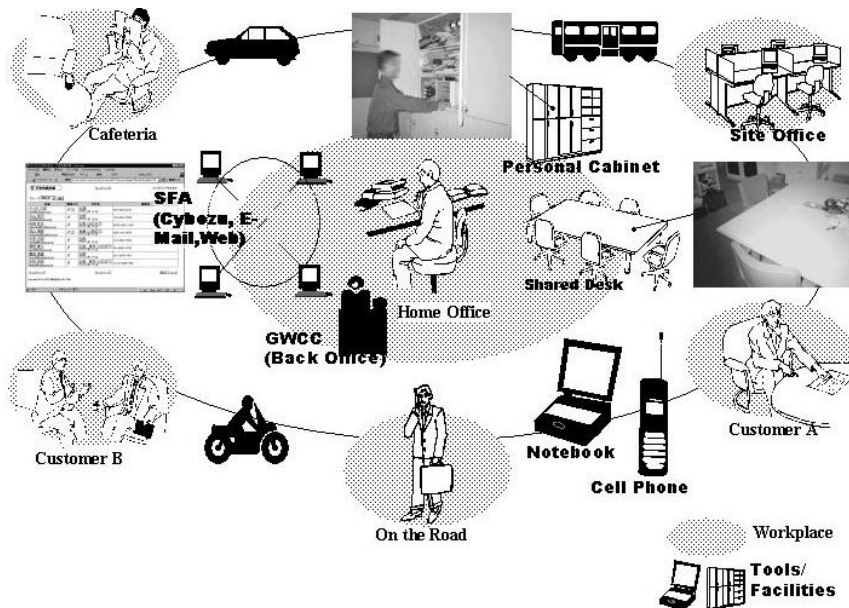 Cafeteria
Site Office
Personal Cabinet
SFA
(Cybozu, E-
Mail,Web)
Shared Desk
Home Office
GWCC
(Back Office)
Customer B
Customer A
Notebook
Cell Phone
On the Road
Workplace
Tools/
Facilities